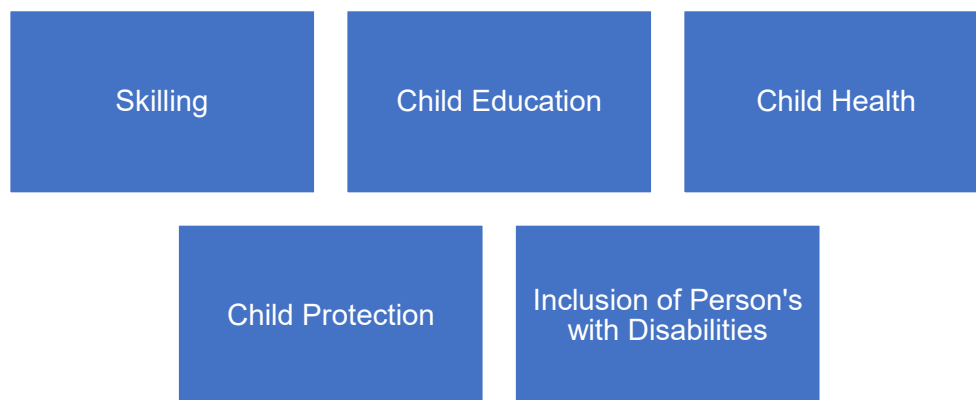 Skilling
Child Education
Child Health
Child Protection
Inclusion of Person's
with Disabilities